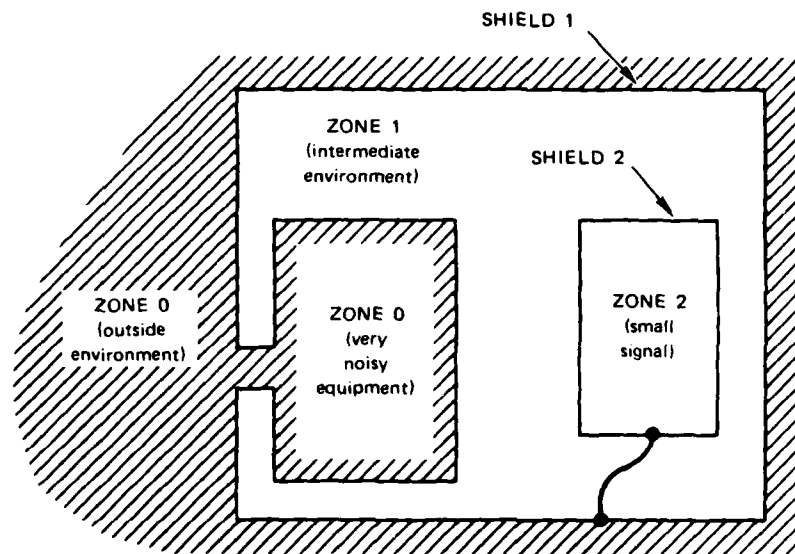 SHIELD 1
ZONE 1
(intermediate
environment)
SHIELD 2
ZONE 0
(outside
environment)
ZONE 0
(very
noisy
equipment)
ZONE 2
(small
signal)